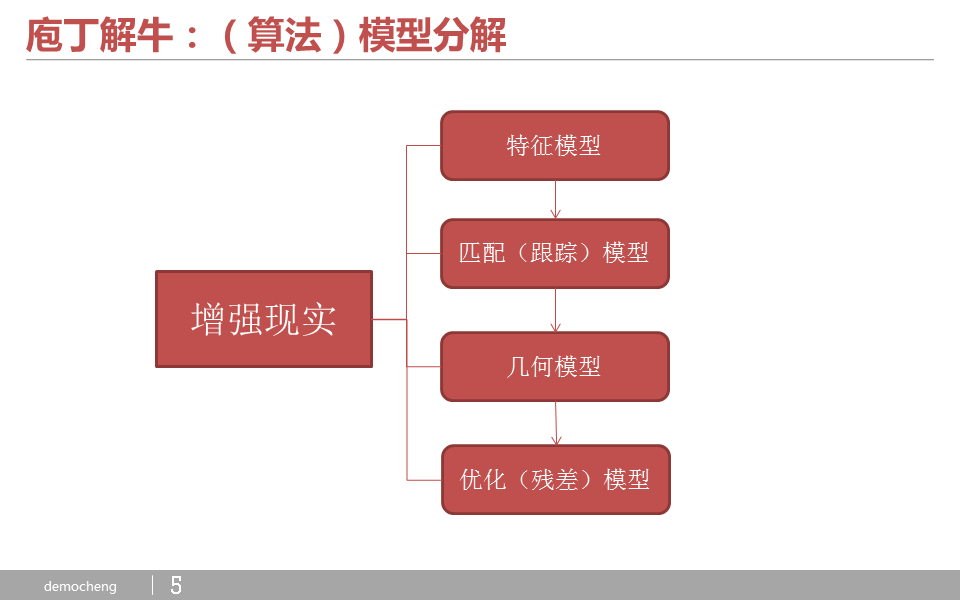 庖丁解牛：（算法）模型分解
特征模型
匹配（跟踪）模型
增强现实
几何模型
优化（残差）模型
democheng
5